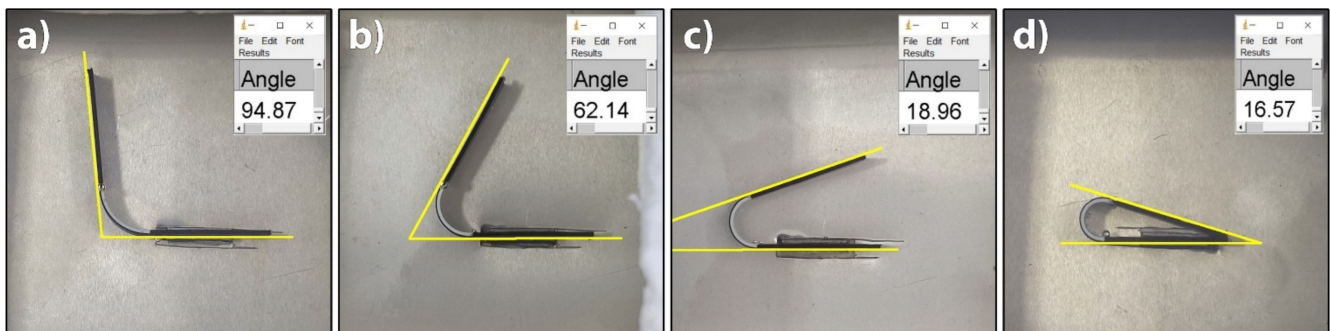 a)
File Edit Font
Results
Angle
94.87
b)
File Edit Font
Results
Angle
62.14
c)
File Edit Font
Results
Angle
18.96
d)
File Edit Font
Results
Angle
16.57